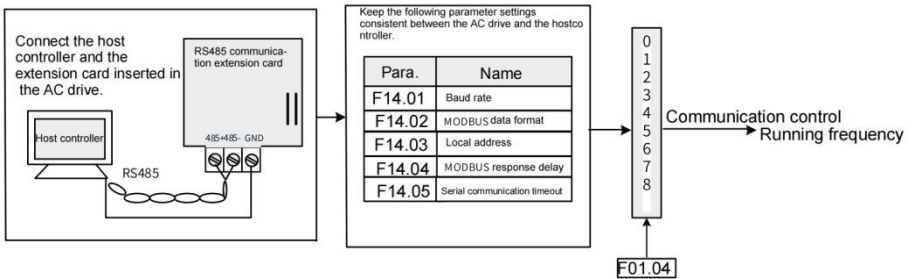 Connect the host
controller and the
extension card inserted in
the AC drive.
RS485 communica-
tion extension card
485+485- GND
Host controller
RS485
Keep the following parameter settings
consistent between the AC drive and the hostco
ntroller.
Para. Name
F14.01 Baud rate
F14.02 MODBUS data format
F14.03 Local address
F14.04 MODBUS response delay
F14.05 Serial communication timeout
0
1
2
3
4
5
6
7
8
Communication control
Running frequency
F01.04